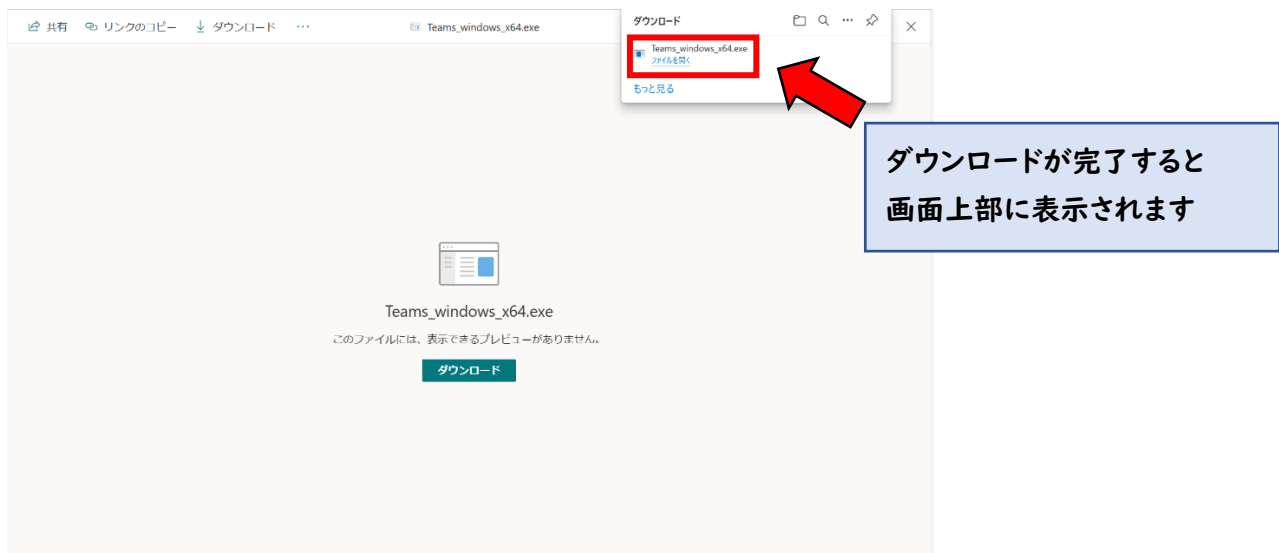 共有 リンクのコピー ダウンロード … Teams_windows_x64.exe
ダウンロード
Teams_windows_x64.exe
ファイルを開く
もっと見る
ダウンロードが完了すると
画面上部に表示されます
Teams_windows_x64.exe
このファイルには、表示できるプレビューがありません。
ダウンロード